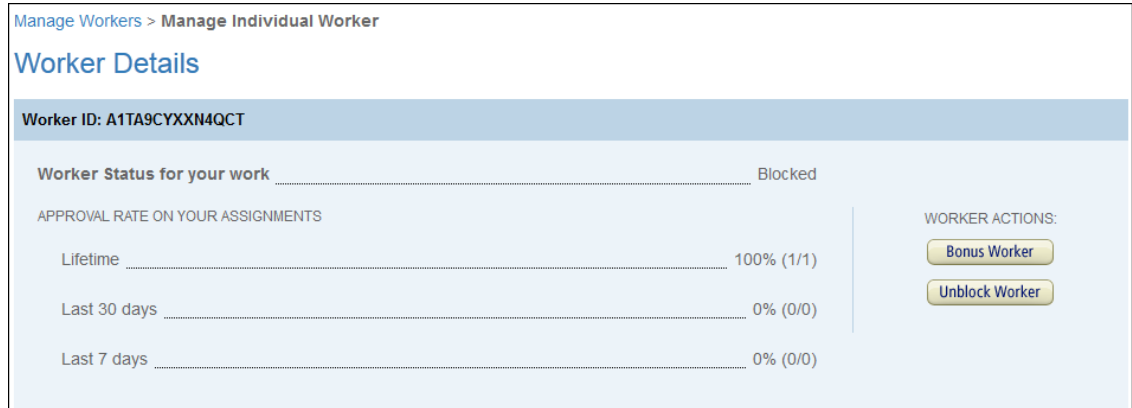 Manage Workers > Manage Individual Worker
Worker Details
Worker ID: A1TA9CYXXN4QCT
Worker Status for your work Blocked
APPROVAL RATE ON YOUR ASSIGNMENTS
Lifetime 100% (1/1)
Last 30 days 0% (0/0)
Last 7 days 0% (0/0)
WORKER ACTIONS:
Bonus Worker
Unblock Worker